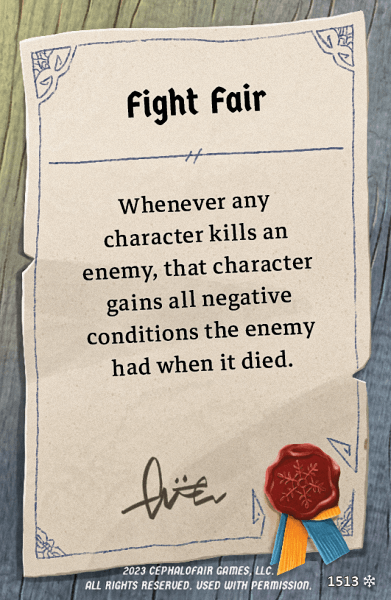 Fight Fair
Whenever any
character kills an
enemy, that character
gains all negative
conditions the enemy
had when it died.
2023 CEPHALOFAIR GAMES, LLC.
ALL RIGHTS RESERVED. USED WITH PERMISSION.
1513